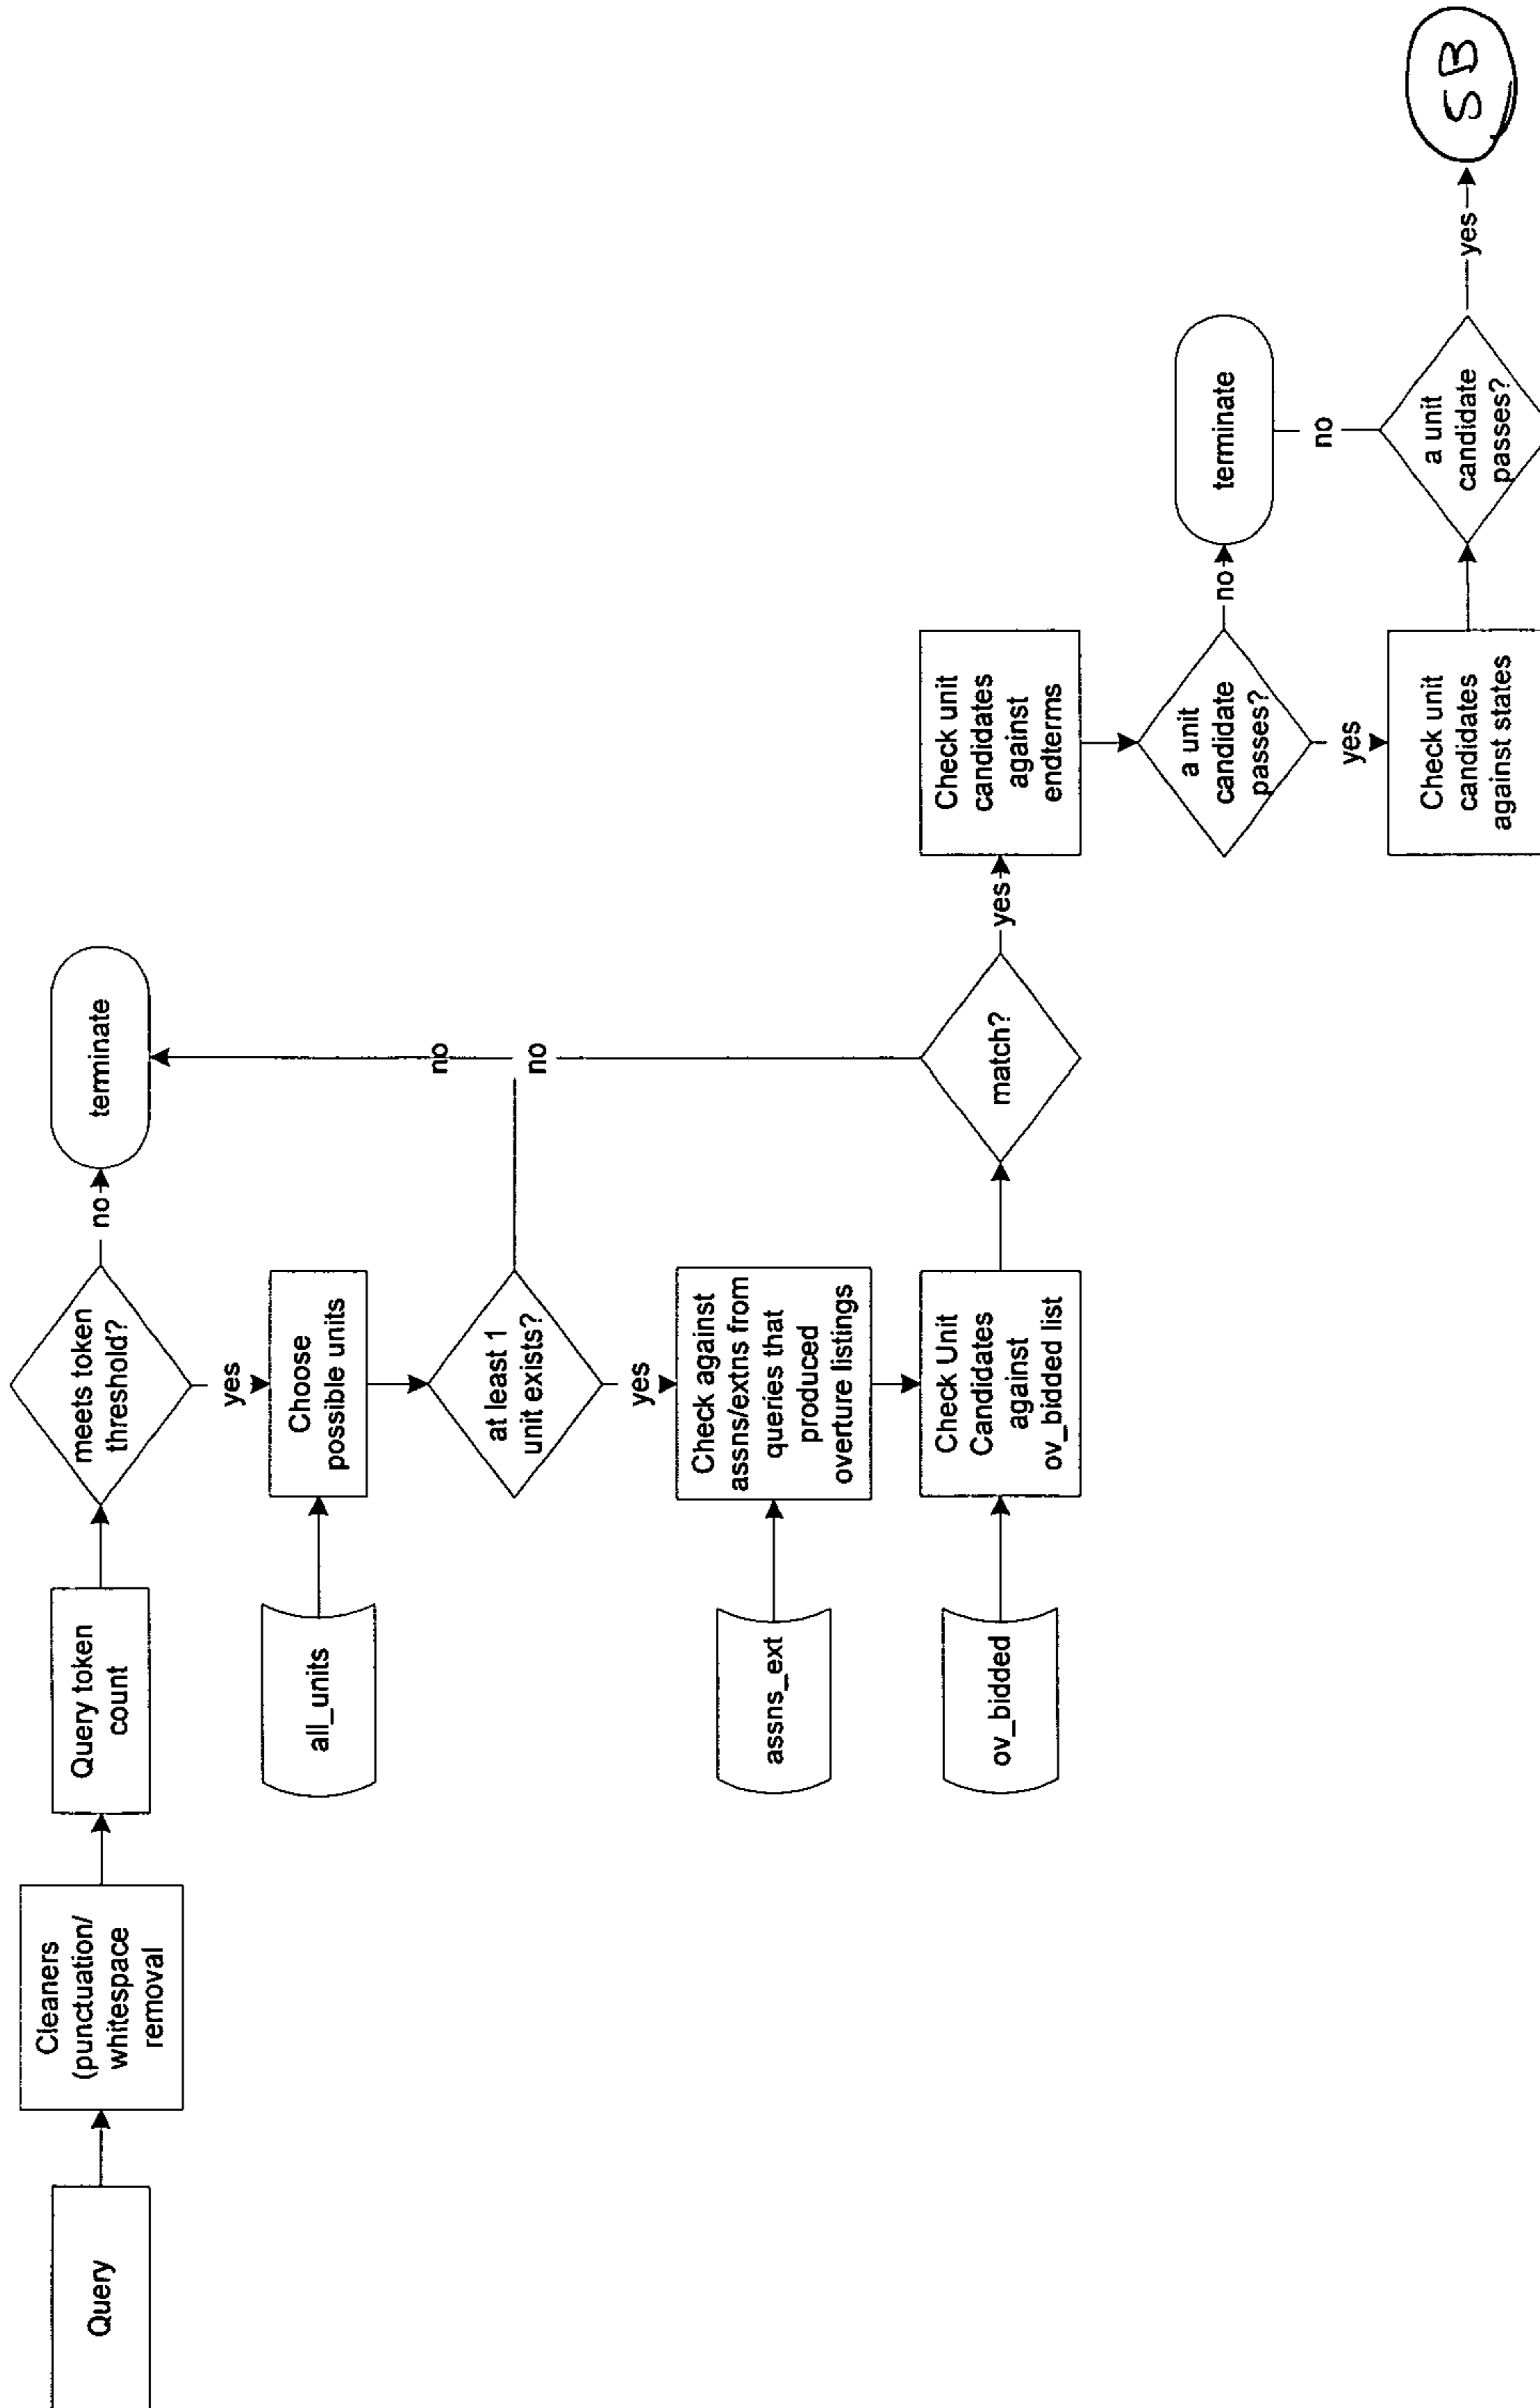 Query
Cleaners
(punctuation/
whitespace
removal
Query token
count
meets token
threshold?
no
terminate
yes
all_units
Choose
possible units
at least 1
unit exists?
no
no
yes
assns_ext
Check against
assns/extns from
queries that
produced
overture listings
ov_bidded
Check Unit
Candidates
against
ov_bidded list
match?
yes
Check unit
candidates
against
endterms
a unit
candidate
passes?
no
terminate
yes
Check unit
candidates
against states
a unit
candidate
passes?
no
yes
SB